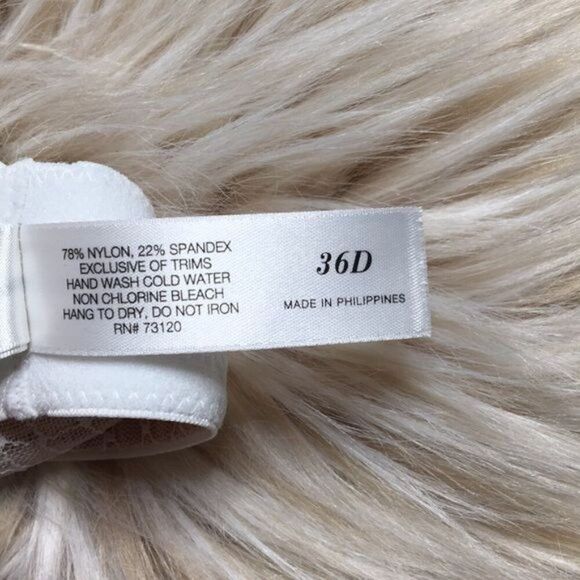 78% NYLON, 22% SPANDEX
EXCLUSIVE OF TRIMS
HAND WASH COLD WATER
NON CHLORINE BLEACH
HANG TO DRY, DO NOT IRON
RN# 73120
36D
MADE IN PHILIPPINES